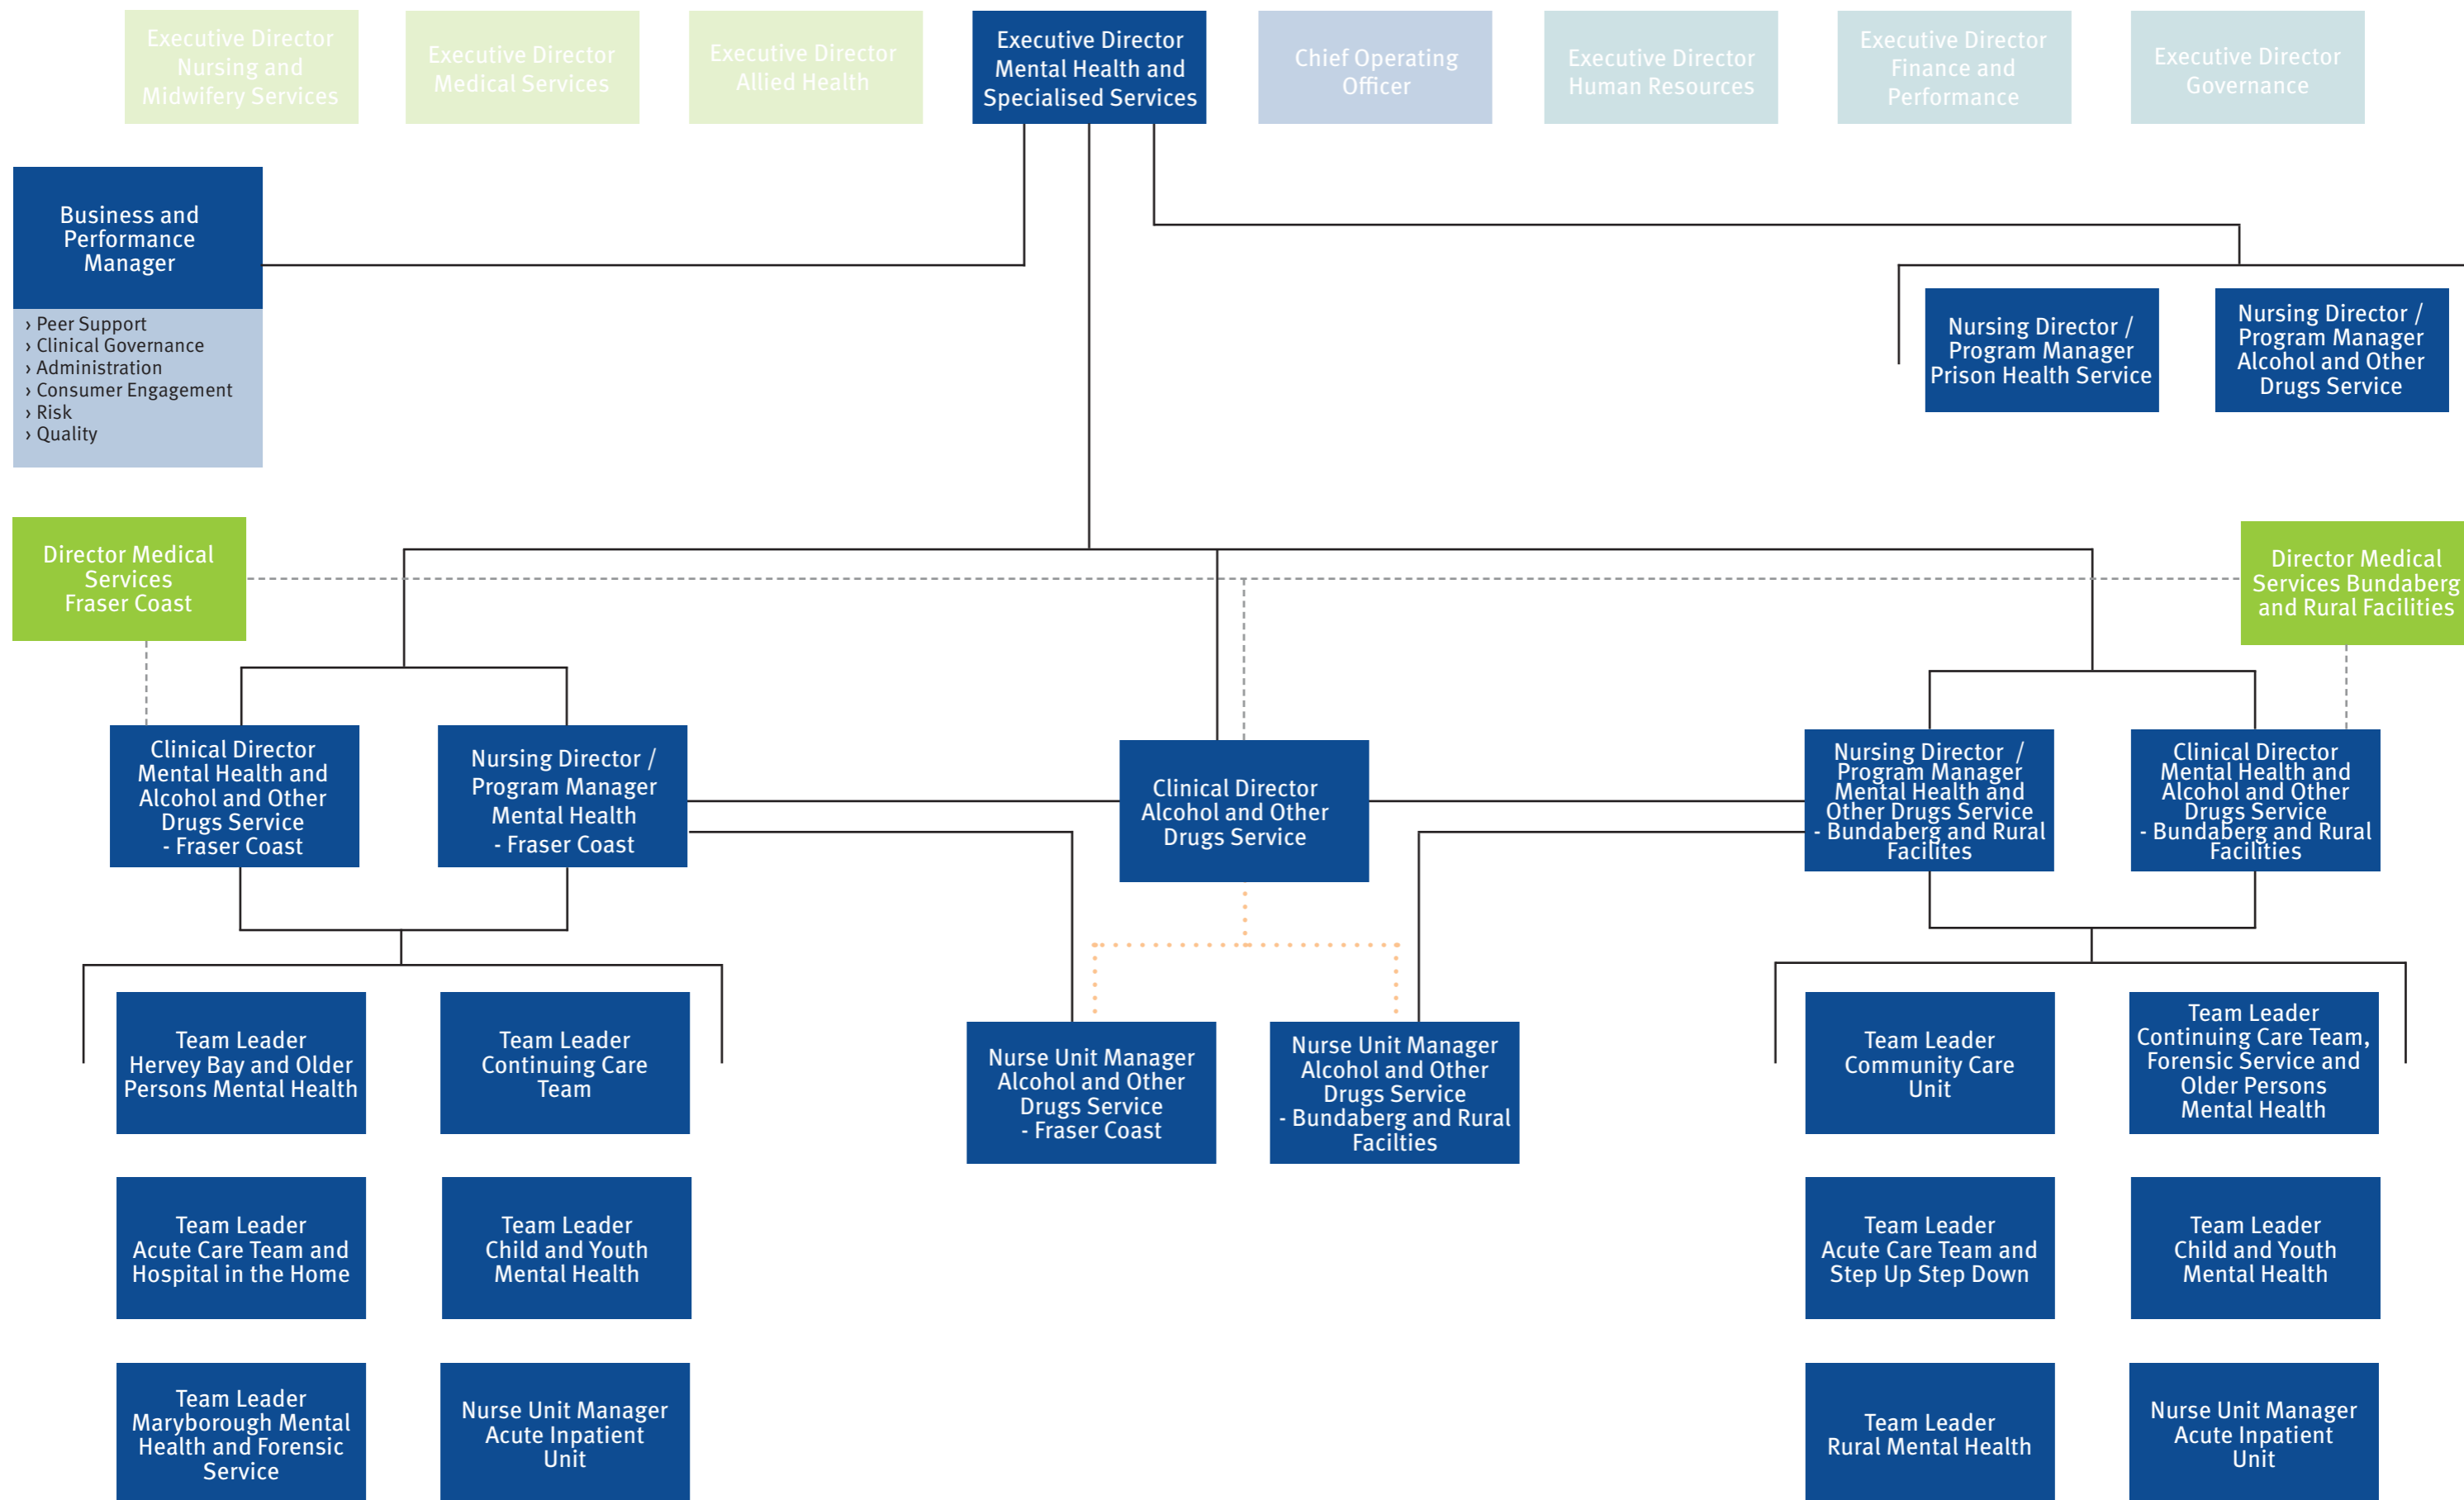 Executive Director
Nursing and
Midwifery Services
Executive Director
Medical Services
Executive Director
Allied Health
Executive Director
Mental Health and
Specialised Services
Chief Operating
Officer
Executive Director
Human Resources
Executive Director
Finance and
Performance
Executive Director
Governance
Business and
Performance
Manager
› Peer Support
› Clinical Governance
› Administration
› Consumer Engagement
› Risk
› Quality
Nursing Director /
Program Manager
Prison Health Service
Nursing Director /
Program Manager
Alcohol and Other
Drugs Service
Director Medical
Services
Fraser Coast
Director Medical
Services Bundaberg
and Rural Facilities
Clinical Director
Mental Health and
Alcohol and Other
Drugs Service
- Fraser Coast
Nursing Director /
Program Manager
Mental Health
- Fraser Coast
Clinical Director
Alcohol and Other
Drugs Service
Nursing Director /
Program Manager
Mental Health and
Other Drugs Service
- Bundaberg and Rural
Facilites
Clinical Director
Mental Health and
Alcohol and Other
Drugs Service
- Bundaberg and Rural
Facilities
Team Leader
Hervey Bay and Older
Persons Mental Health
Team Leader
Continuing Care
Team
Nurse Unit Manager
Alcohol and Other
Drugs Service
- Fraser Coast
Nurse Unit Manager
Alcohol and Other
Drugs Service
- Bundaberg and Rural
Facilties
Team Leader
Community Care
Unit
Team Leader
Continuing Care Team,
Forensic Service and
Older Persons
Mental Health
Team Leader
Acute Care Team and
Hospital in the Home
Team Leader
Child and Youth
Mental Health
Team Leader
Acute Care Team and
Step Up Step Down
Team Leader
Child and Youth
Mental Health
Team Leader
Maryborough Mental
Health and Forensic
Service
Nurse Unit Manager
Acute Inpatient
Unit
Team Leader
Rural Mental Health
Nurse Unit Manager
Acute Inpatient
Unit